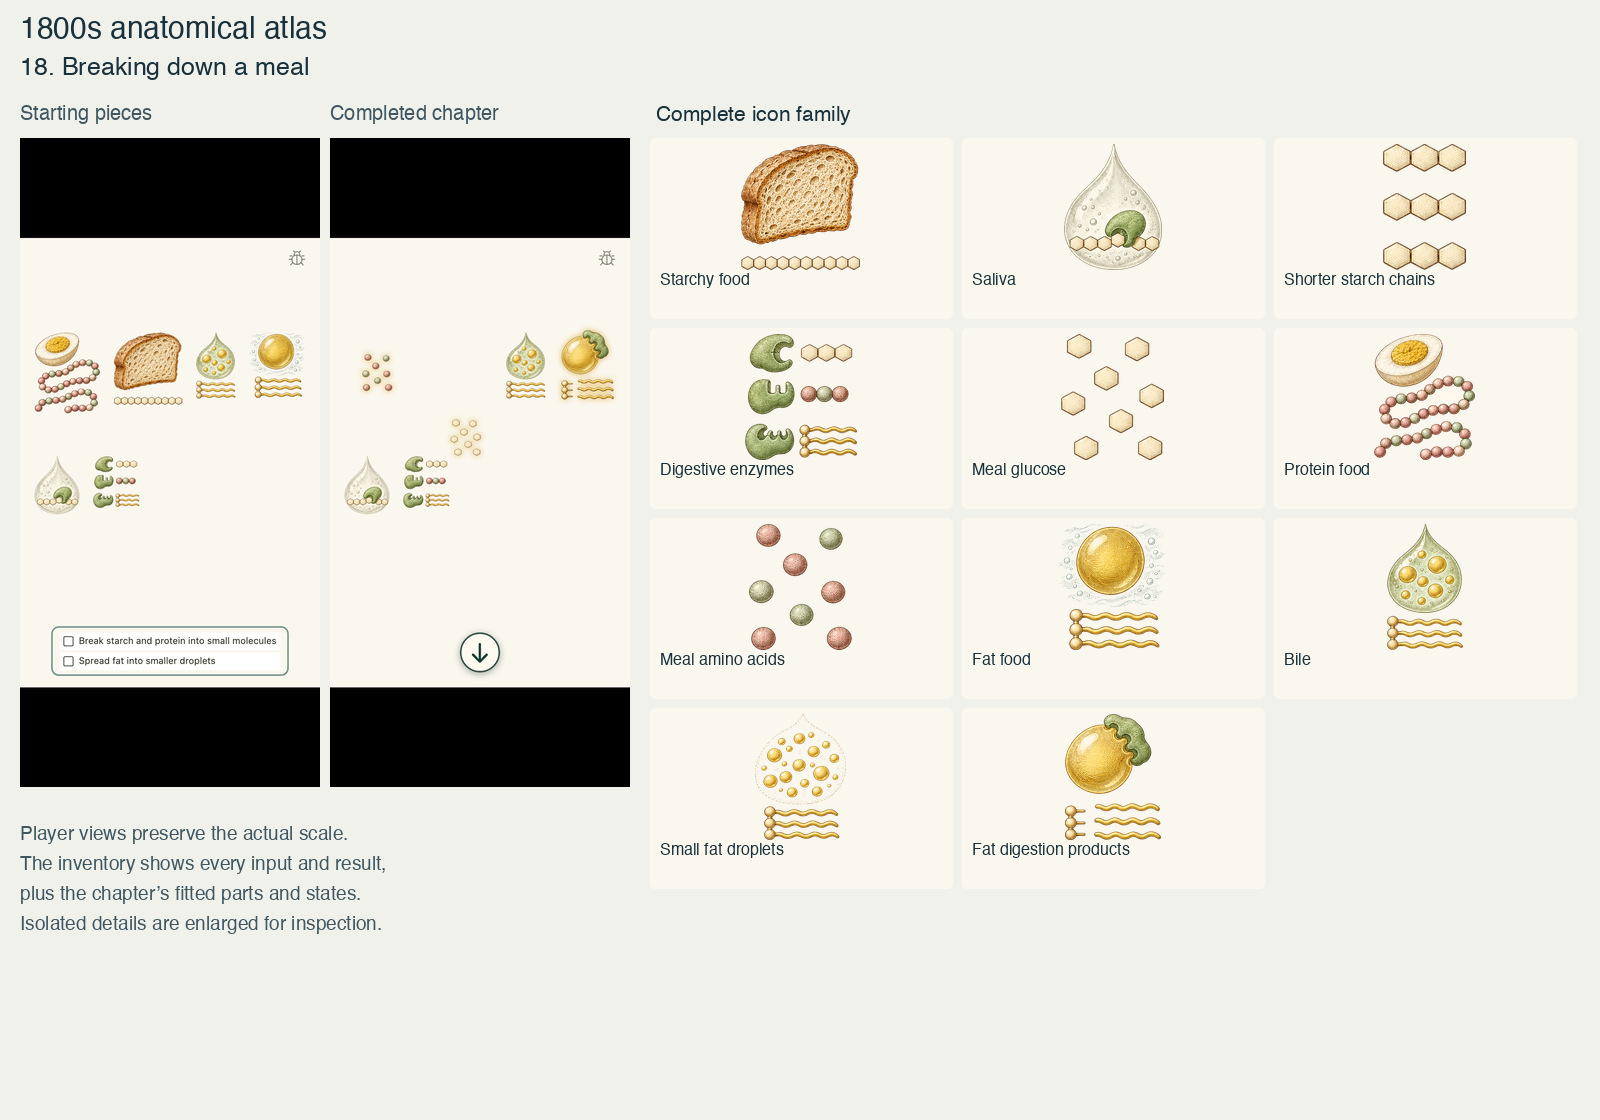 1800s anatomical atlas
18. Breaking down a meal
Starting pieces
Completed chapter
Complete icon family
Starchy food
Saliva
Shorter starch chains
Digestive enzymes
Meal glucose
Protein food
Meal amino acids
Fat food
Bile
Small fat droplets
Fat digestion products
Break starch and protein into small molecules
Spread fat into smaller droplets
Player views preserve the actual scale.
The inventory shows every input and result,
plus the chapter’s fitted parts and states.
Isolated details are enlarged for inspection.